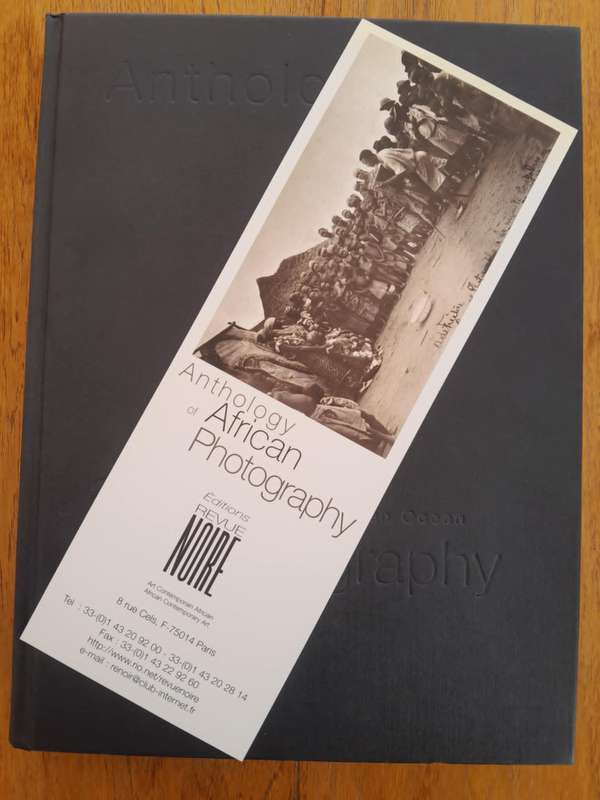 Antholo
Ocean
graphy
Anthology
of African
Photography
Éditions
REVUE
NOIRE
Art Contemporain Africain
African Contemporary Art
8 rue Cels, F-75014 Paris
Tel : 33-(0)1 43 20 92 00 - 33-(0)1 43 20 28 14
Fax : 33-(0)1 43 22 92 60
http://www.rio.net/revuenoire
e-mail : renoir@club-internet.fr